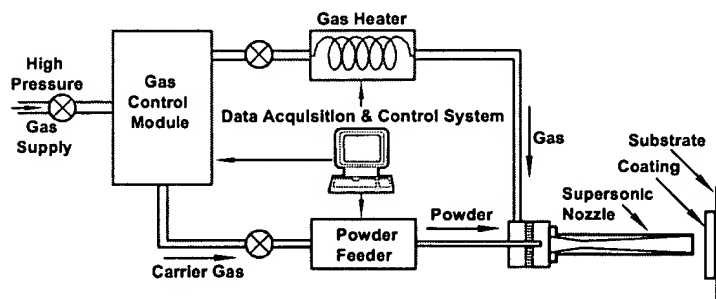 Gas Heater
High
Pressure
Gas
Supply
Gas
Control
Module
Data Acquisition & Control System
Gas
Substrate
Coating
Supersonic
Nozzle
Powder
Powder
Feeder
Carrier Gas